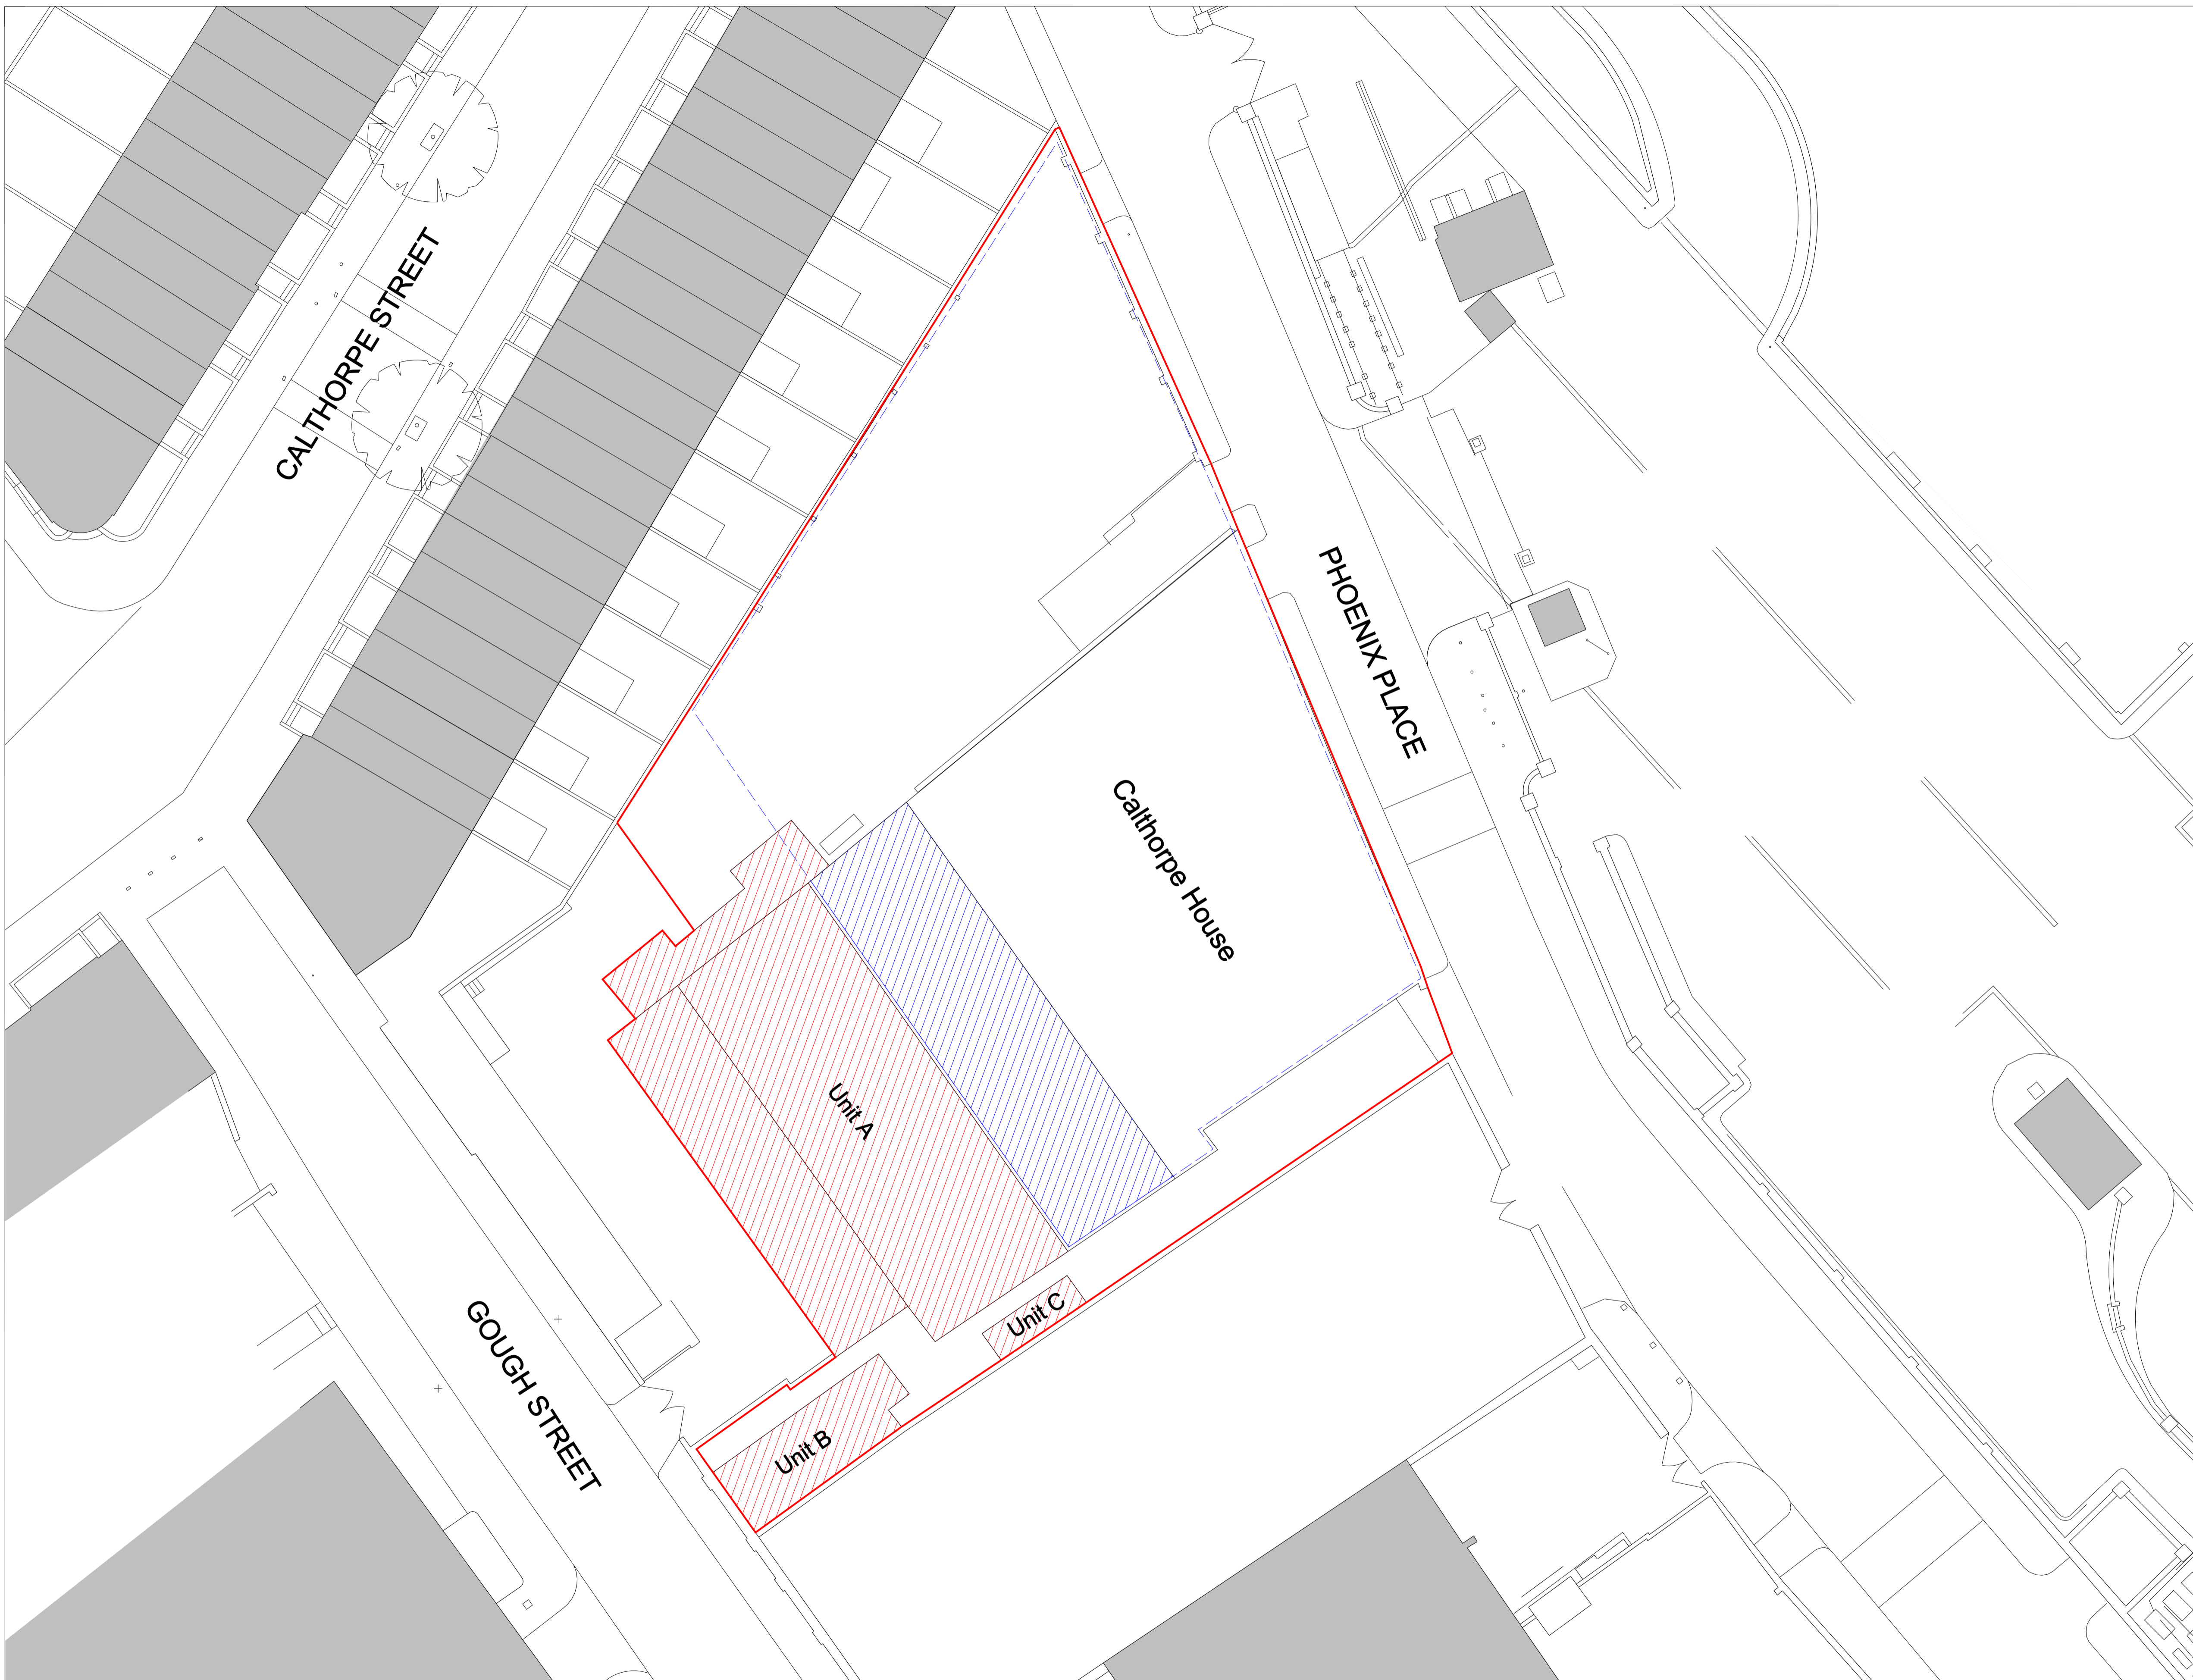 CALTHORPE STREET
PHOENIX PLACE
Calthorpe House
Unit A
Unit C
Unit B
GOUGH STREET